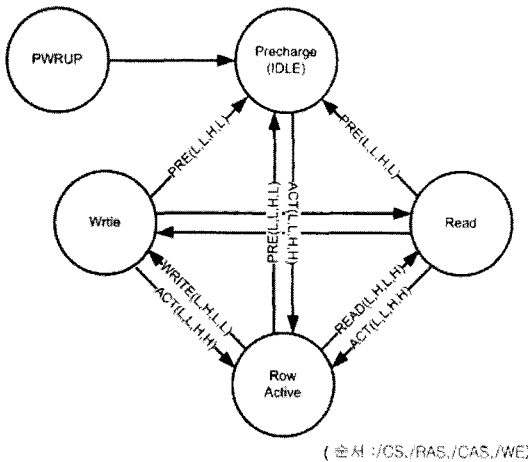 PWRUP
Precharge
(IDLE)
PRE(L,L,H,L)
PRE(L,L,H,L)
Wrtie
PRE(L,L,H,L)
ACT(L,L,H,H)
Read
WRITE(L,H,L,L)
ACT(L,L,H,H)
READ(L,H,L,H)
ACT(L,L,H,H)
Row
Active
( 순서 :/CS,/RAS,/CAS,/WE)